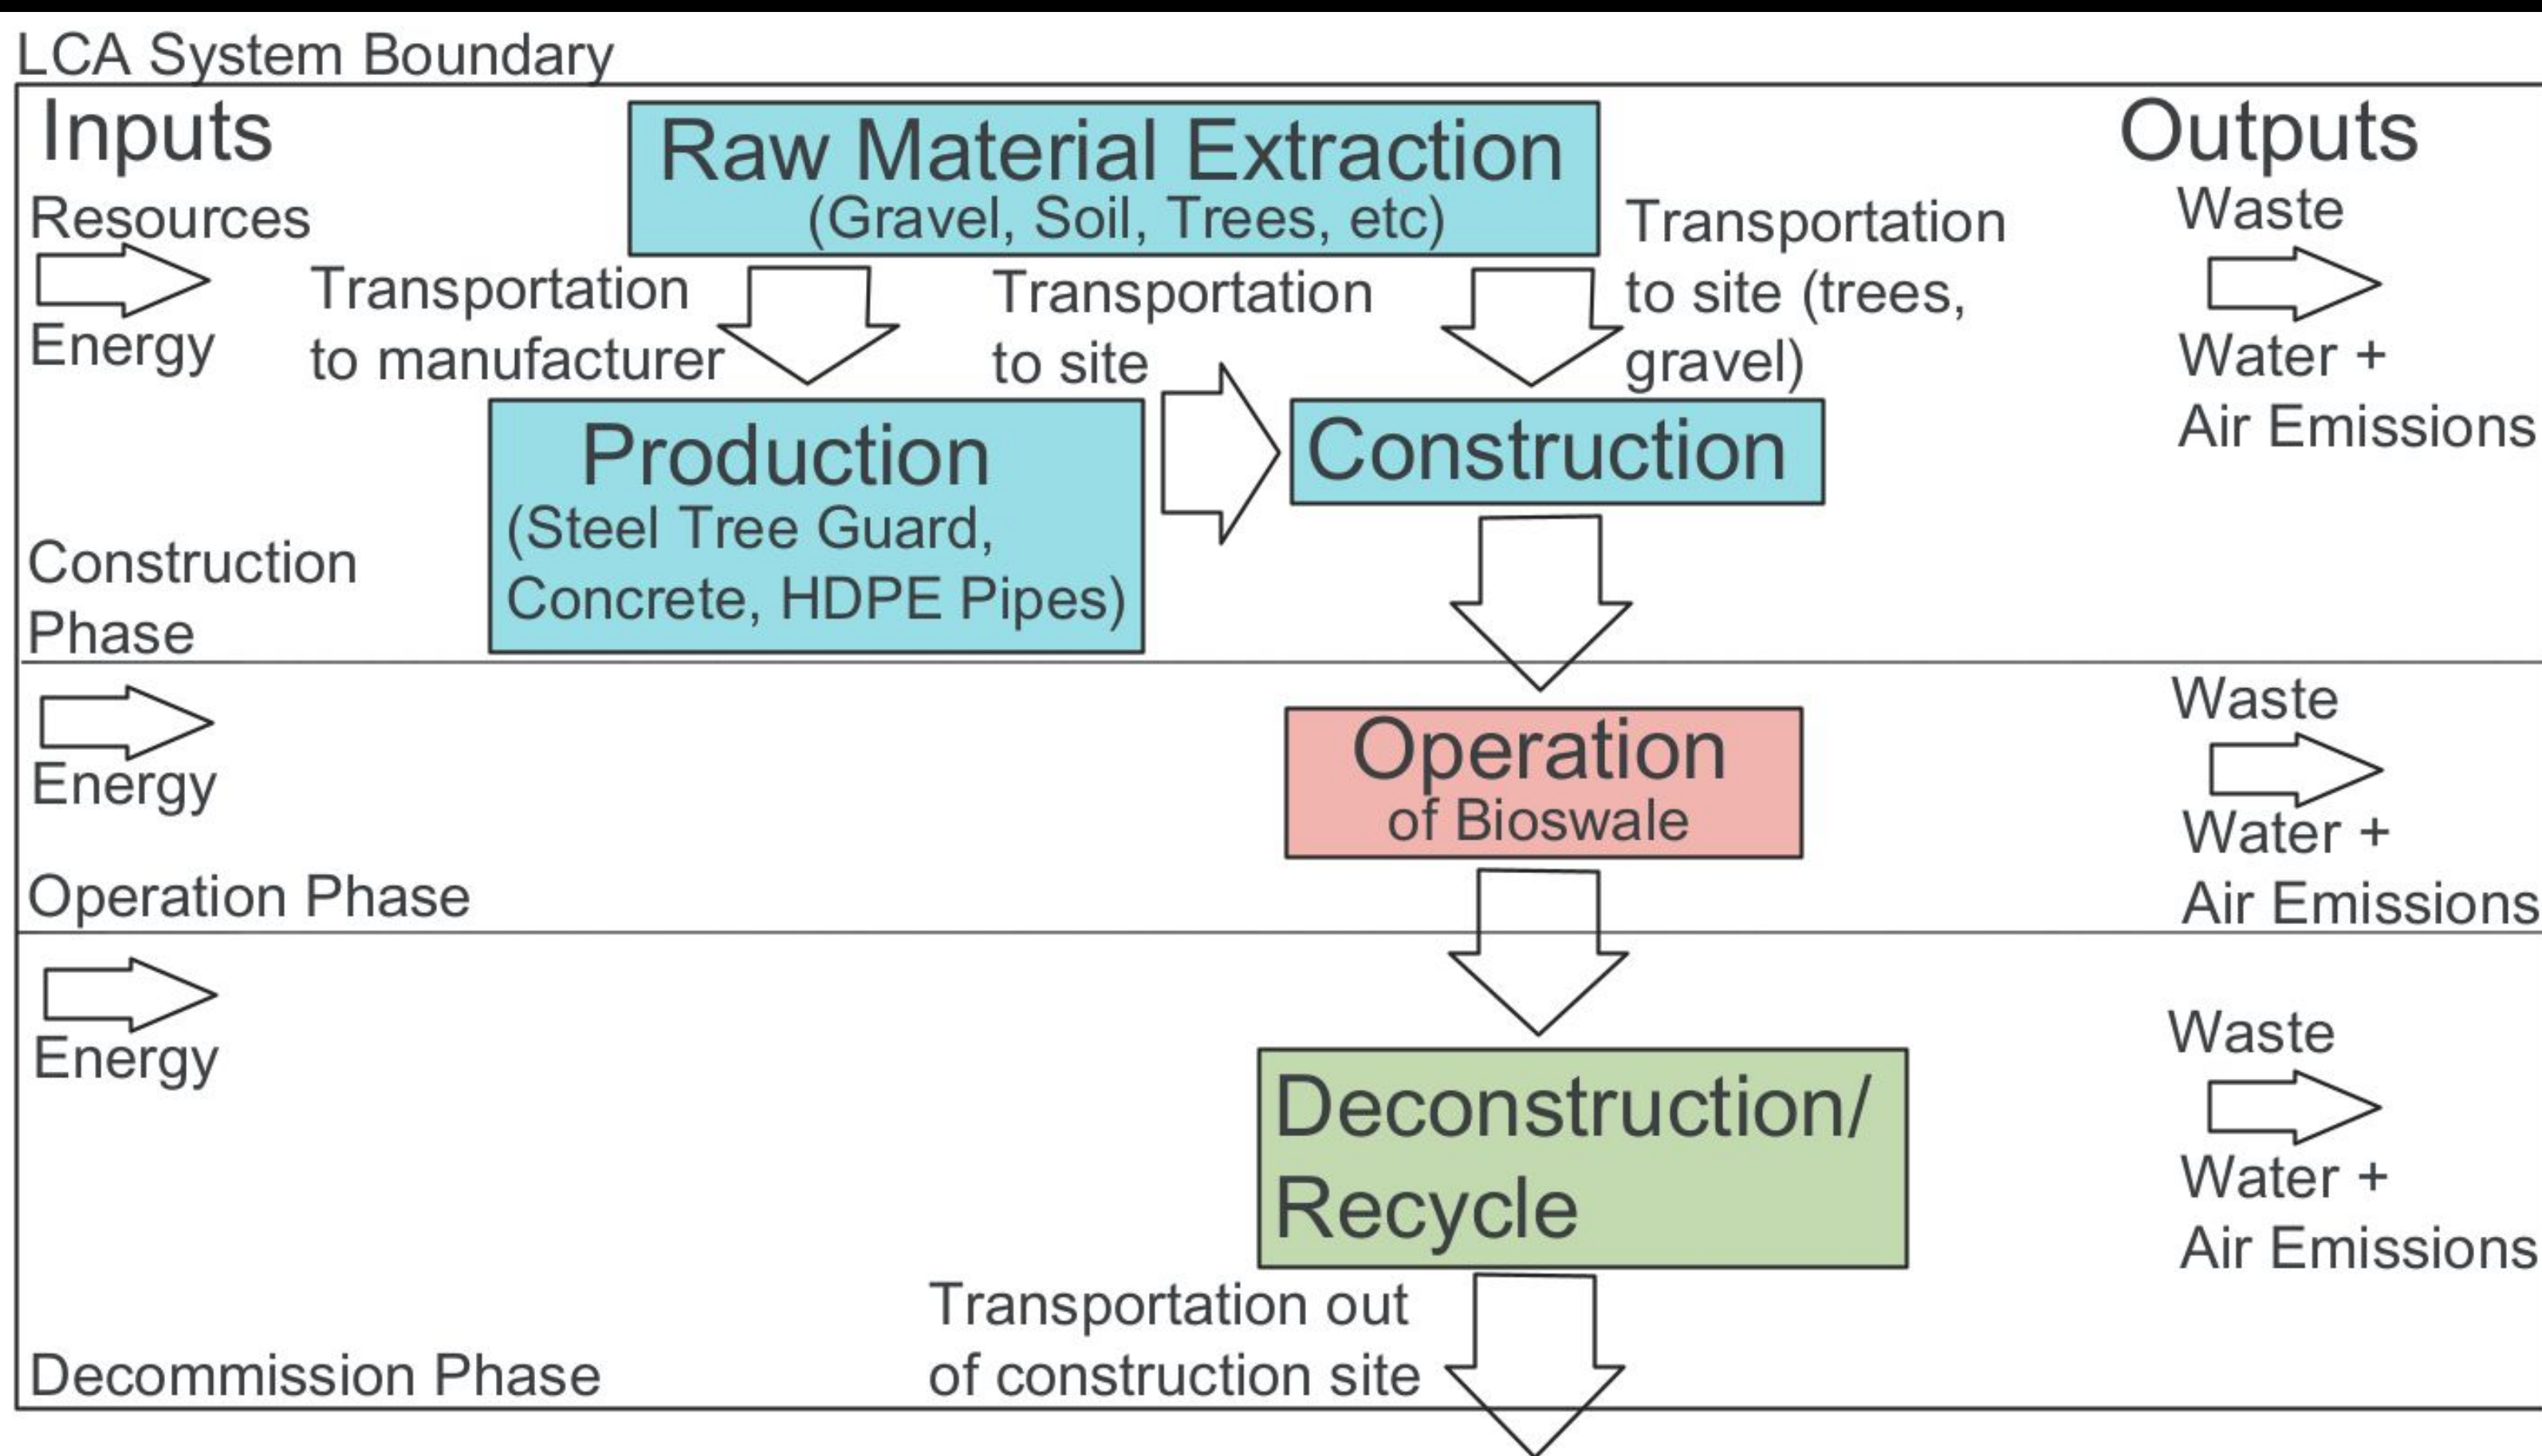 LCA System Boundary
Inputs
Resources
Energy
Raw Material Extraction
(Gravel, Soil, Trees, etc)
Outputs
Waste
Water +
Air Emissions
Transportation
to manufacturer
Transportation
to site
Transportation
to site (trees,
gravel)
Production
(Steel Tree Guard,
Concrete, HDPE Pipes)
Construction
Construction
Phase
Energy
Operation
of Bioswale
Waste
Water +
Air Emissions
Operation Phase
Energy
Deconstruction/
Recycle
Waste
Water +
Air Emissions
Transportation out
of construction site
Decommission Phase